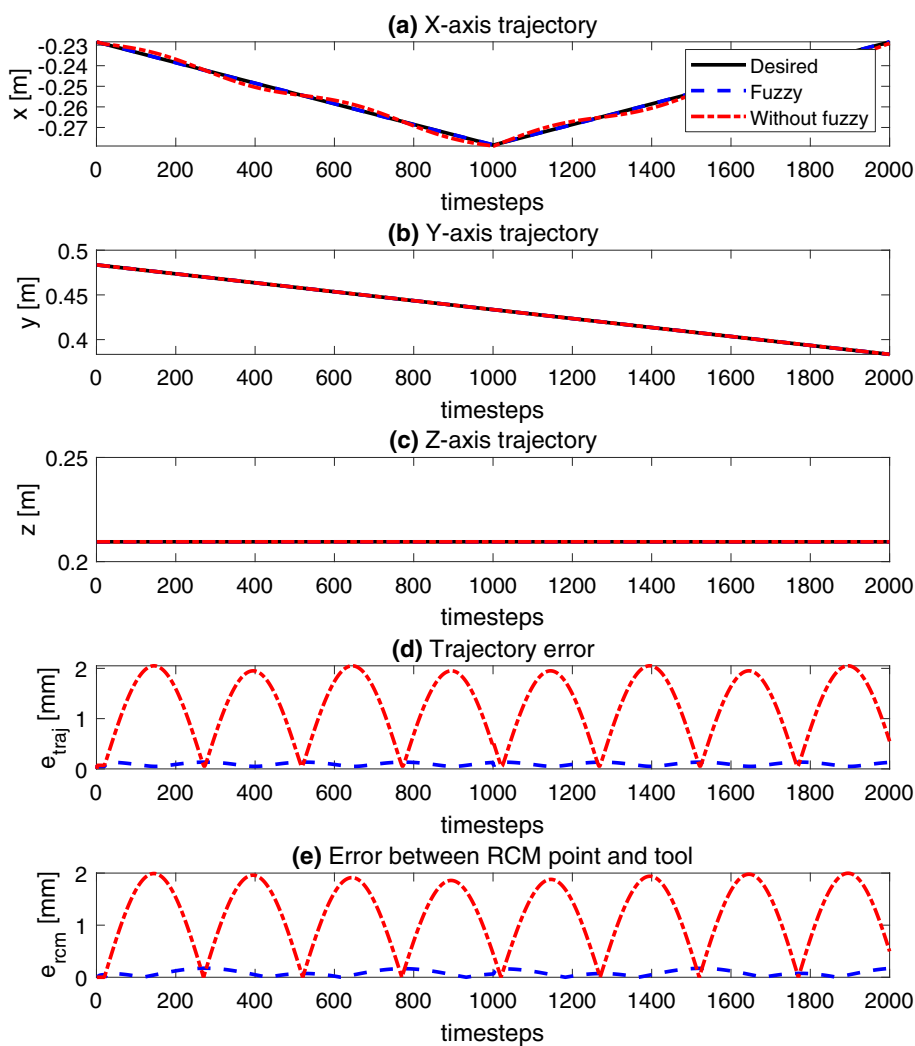 (a) X-axis trajectory
-0.23
-0.24
-0.25
-0.26
-0.27
x [m]
Desired
Fuzzy
Without fuzzy
0 200 400 600 800 1000 1200 1400 1600 1800 2000
timesteps
(b) Y-axis trajectory
0.5
0.45
0.4
y [m]
0 200 400 600 800 1000 1200 1400 1600 1800 2000
timesteps
(c) Z-axis trajectory
0.25
0.2
z [m]
0 200 400 600 800 1000 1200 1400 1600 1800 2000
timesteps
(d) Trajectory error
2
1
0
e_traj [mm]
0 200 400 600 800 1000 1200 1400 1600 1800 2000
timesteps
(e) Error between RCM point and tool
2
1
0
e_rcm [mm]
0 200 400 600 800 1000 1200 1400 1600 1800 2000
timesteps